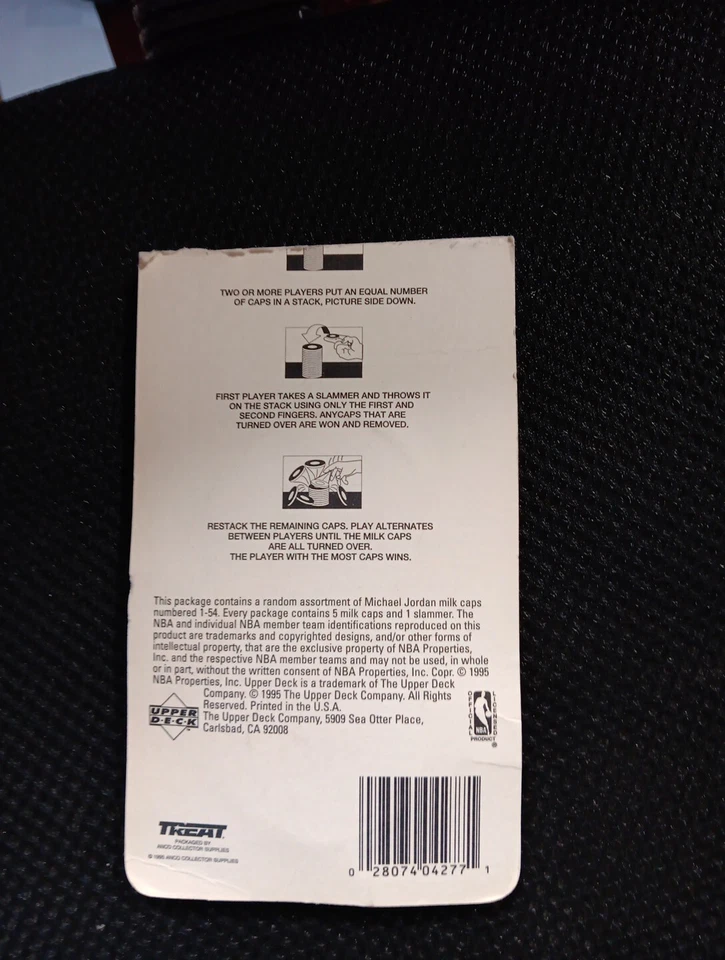 TWO OR MORE PLAYERS PUT AN EQUAL NUMBER
OF CAPS IN A STACK, PICTURE SIDE DOWN.
FIRST PLAYER TAKES A SLAMMER AND THROWS IT
ON THE STACK USING ONLY THE FIRST AND
SECOND FINGERS. ANYCAPS THAT ARE
TURNED OVER ARE WON AND REMOVED.
RESTACK THE REMAINING CAPS. PLAY ALTERNATES
BETWEEN PLAYERS UNTIL THE MILK CAPS
ARE ALL TURNED OVER.
THE PLAYER WITH THE MOST CAPS WINS.
This package contains a random assortment of Michael Jordan milk caps
numbered 1-54. Every package contains 5 milk caps and 1 slammer. The
NBA and individual NBA member team identifications reproduced on this
product are trademarks and copyrighted designs, and/or other forms of
intellectual property, that are the exclusive property of NBA Properties,
Inc. and the respective NBA member teams and may not be used, in whole
or in part, without the written consent of NBA Properties, Inc. Copr. © 1995
NBA Properties, Inc. Upper Deck is a trademark of The Upper Deck
Company. © 1995 The Upper Deck Company. All Rights
Reserved. Printed in the U.S.A.
The Upper Deck Company, 5909 Sea Otter Place,
Carlsbad, CA 92008
UPPER
D·E·C·K
OFFICIAL
LICENSED
NBA
PRODUCT
®
TREAT
PACKAGED BY
ANCO COLLECTOR SUPPLIES
© 1995 ANCO COLLECTOR SUPPLIES
0 28074 04277 1